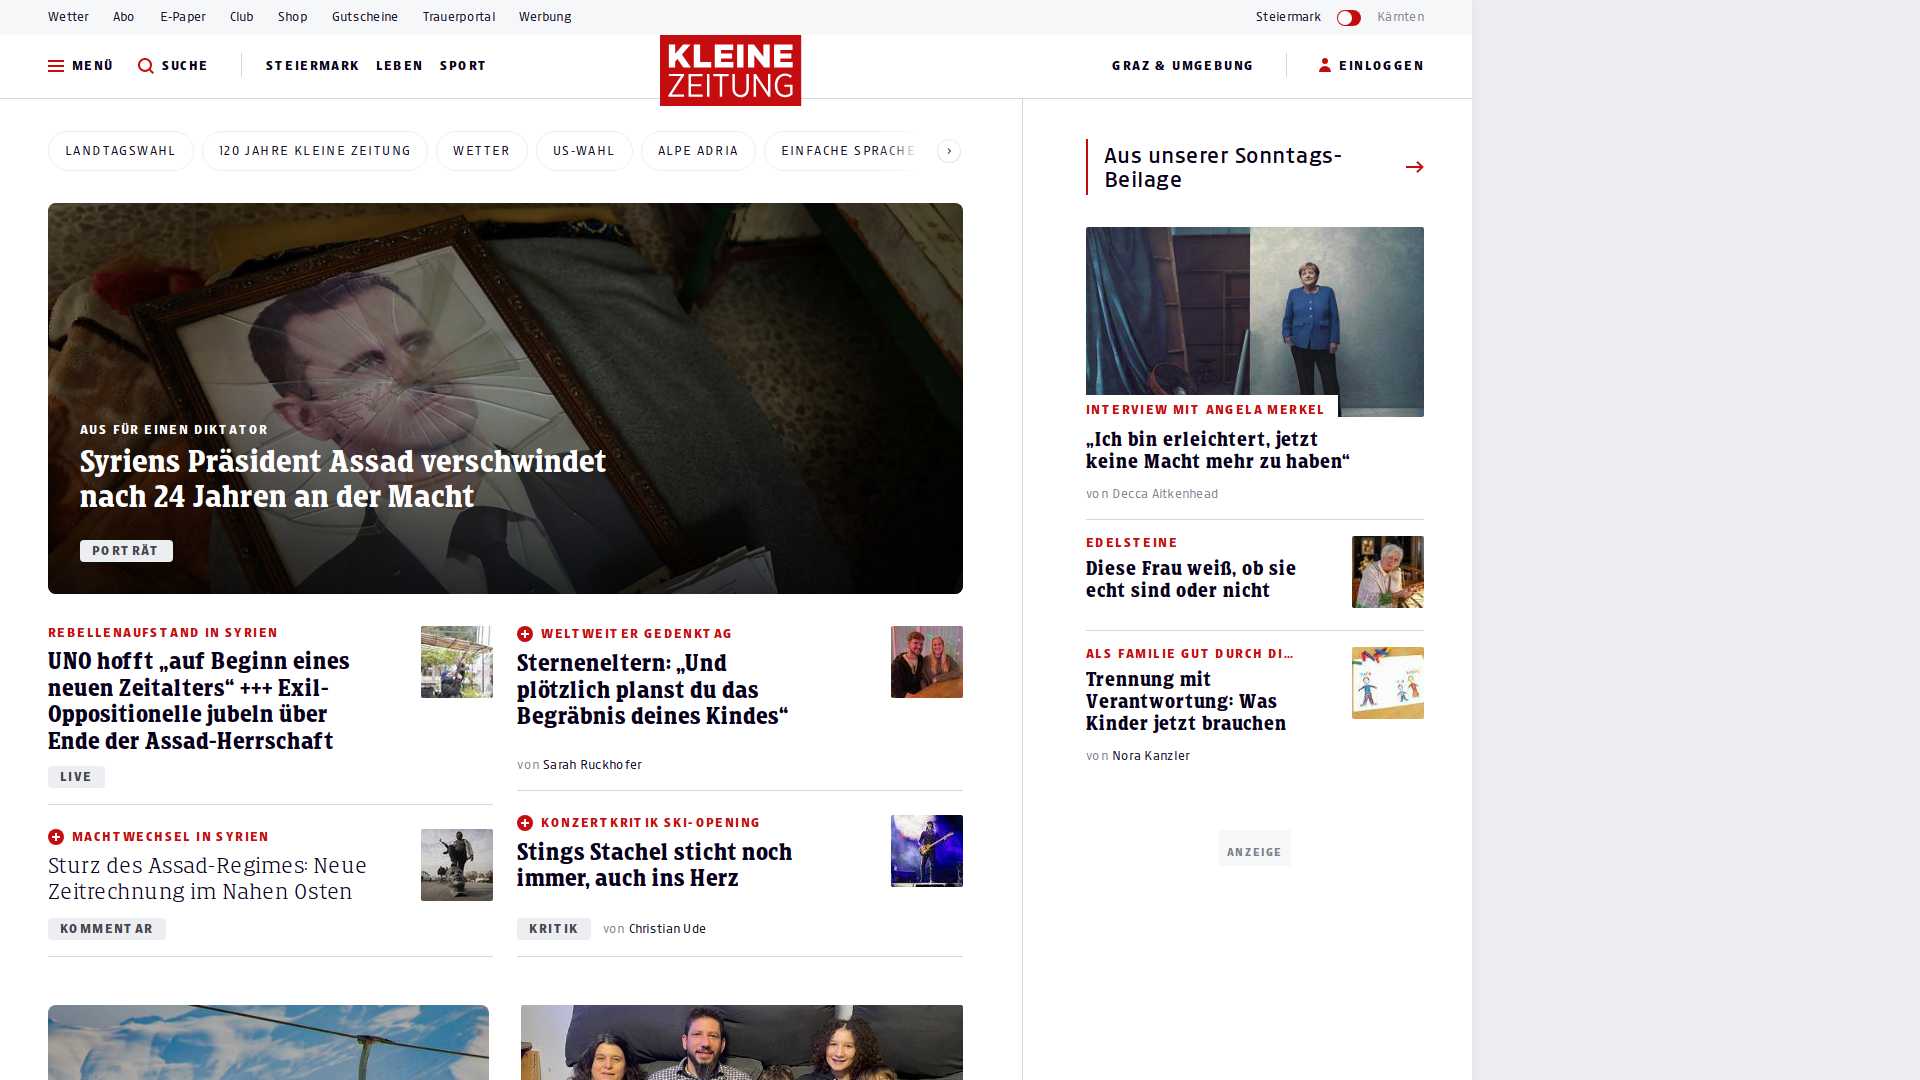 Wetter Abo E-Paper Club Shop Gutscheine Trauerportal Werbung
Steiermark Kärnten
MENÜ SUCHE STEIERMARK LEBEN SPORT
KLEINE
ZEITUNG
GRAZ & UMGEBUNG EINLOGGEN
LANDTAGSWAHL 120 JAHRE KLEINE ZEITUNG WETTER US-WAHL ALPE ADRIA EINFACHE SPRACHE
AUS FÜR EINEN DIKTATOR
Syriens Präsident Assad verschwindet
nach 24 Jahren an der Macht
PORTRÄT
REBELLENAUFSTAND IN SYRIEN
UNO hofft „auf Beginn eines
neuen Zeitalters“ +++ Exil-
Oppositionelle jubeln über
Ende der Assad-Herrschaft
LIVE
MACHTWECHSEL IN SYRIEN
Sturz des Assad-Regimes: Neue
Zeitrechnung im Nahen Osten
KOMMENTAR
WELTWEITER GEDENKTAG
Sterneneltern: „Und
plötzlich planst du das
Begräbnis deines Kindes“
von Sarah Ruckhofer
KONZERTKRITIK SKI-OPENING
Stings Stachel sticht noch
immer, auch ins Herz
KRITIK von Christian Ude
Aus unserer Sonntags-
Beilage
INTERVIEW MIT ANGELA MERKEL
„Ich bin erleichtert, jetzt
keine Macht mehr zu haben“
von Decca Aitkenhead
EDELSTEINE
Diese Frau weiß, ob sie
echt sind oder nicht
ALS FAMILIE GUT DURCH DI…
Trennung mit
Verantwortung: Was
Kinder jetzt brauchen
von Nora Kanzler
ANZEIGE